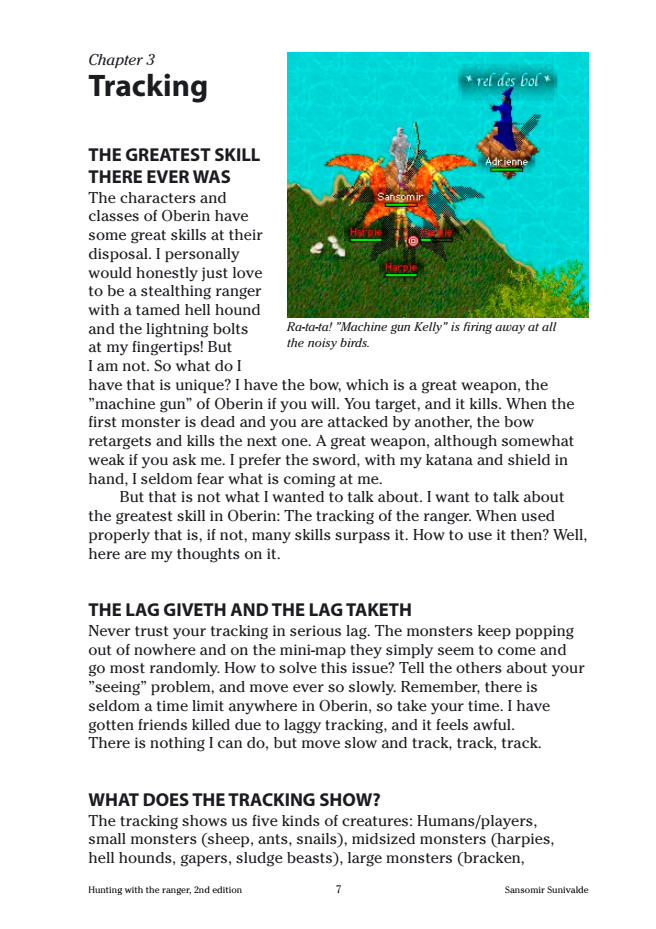 Chapter 3
Tracking
* rel des bol *
Adrienne
Sansomir
Harpie
Harpie
Ra-ta-ta! ”Machine gun Kelly” is firing away at all
the noisy birds.
THE GREATEST SKILL
THERE EVER WAS
The characters and
classes of Oberin have
some great skills at their
disposal. I personally
would honestly just love
to be a stealthing ranger
with a tamed hell hound
and the lightning bolts
at my fingertips! But
I am not. So what do I
have that is unique? I have the bow, which is a great weapon, the
”machine gun” of Oberin if you will. You target, and it kills. When the
first monster is dead and you are attacked by another, the bow
retargets and kills the next one. A great weapon, although somewhat
weak if you ask me. I prefer the sword, with my katana and shield in
hand, I seldom fear what is coming at me.
But that is not what I wanted to talk about. I want to talk about
the greatest skill in Oberin: The tracking of the ranger. When used
properly that is, if not, many skills surpass it. How to use it then? Well,
here are my thoughts on it.
THE LAG GIVETH AND THE LAG TAKETH
Never trust your tracking in serious lag. The monsters keep popping
out of nowhere and on the mini-map they simply seem to come and
go most randomly. How to solve this issue? Tell the others about your
”seeing” problem, and move ever so slowly. Remember, there is
seldom a time limit anywhere in Oberin, so take your time. I have
gotten friends killed due to laggy tracking, and it feels awful.
There is nothing I can do, but move slow and track, track, track.
WHAT DOES THE TRACKING SHOW?
The tracking shows us five kinds of creatures: Humans/players,
small monsters (sheep, ants, snails), midsized monsters (harpies,
hell hounds, gapers, sludge beasts), large monsters (bracken,
Hunting with the ranger, 2nd edition
7
Sansomir Sunivalde